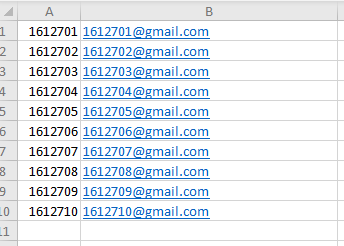 A B
1 1612701 1612701@gmail.com
2 1612702 1612702@gmail.com
3 1612703 1612703@gmail.com
4 1612704 1612704@gmail.com
5 1612705 1612705@gmail.com
6 1612706 1612706@gmail.com
7 1612707 1612707@gmail.com
8 1612708 1612708@gmail.com
9 1612709 1612709@gmail.com
10 1612710 1612710@gmail.com
11